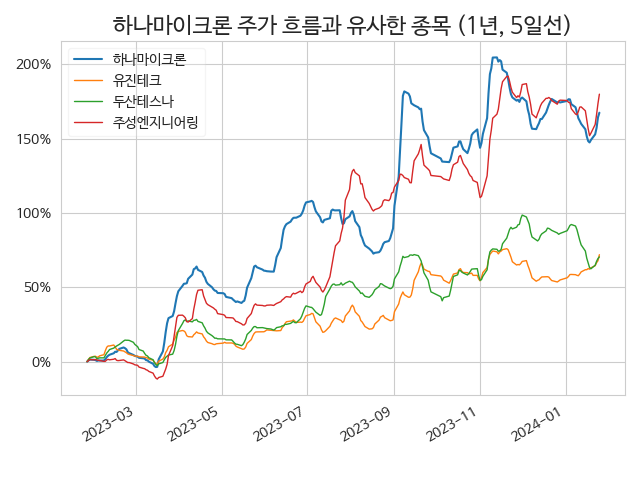 하나마이크론 주가 흐름과 유사한 종목 (1년, 5일선)
하나마이크론
유진테크
두산테스나
주성엔지니어링
200%
150%
100%
50%
0%
2023-03
2023-05
2023-07
2023-09
2023-11
2024-01